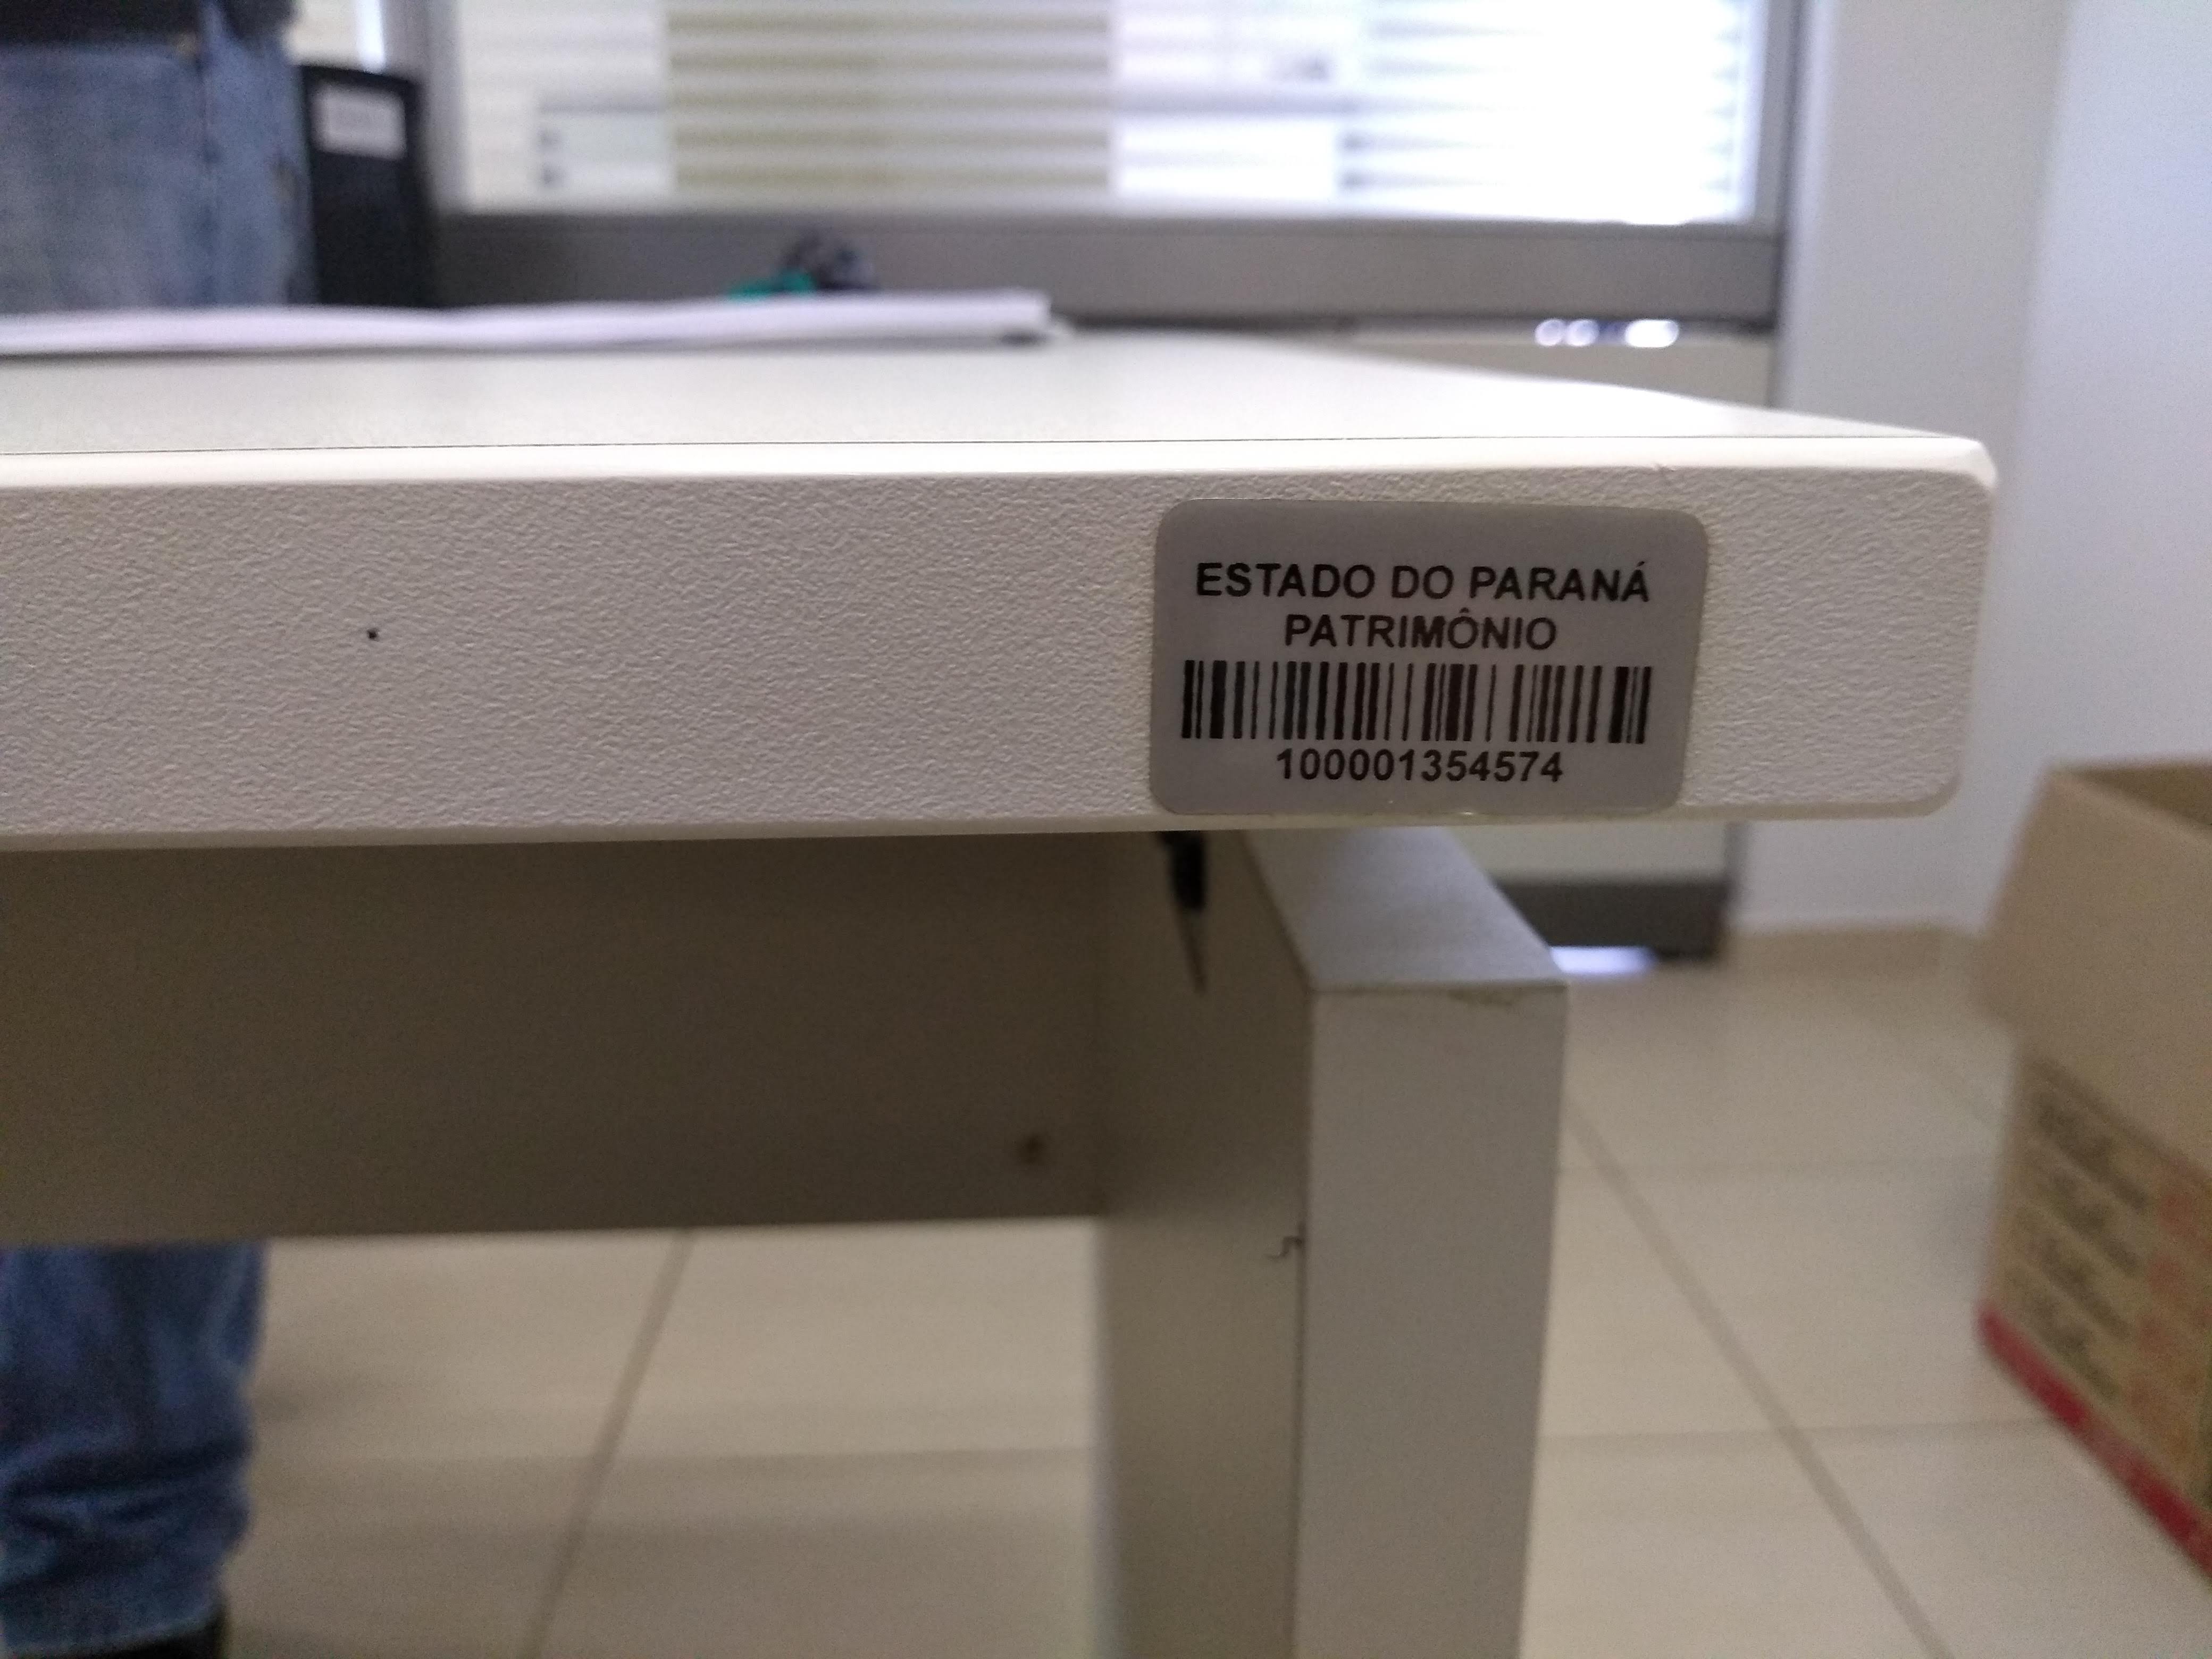 ESTADO DO PARANÁ
PATRIMÔNIO
100001354574